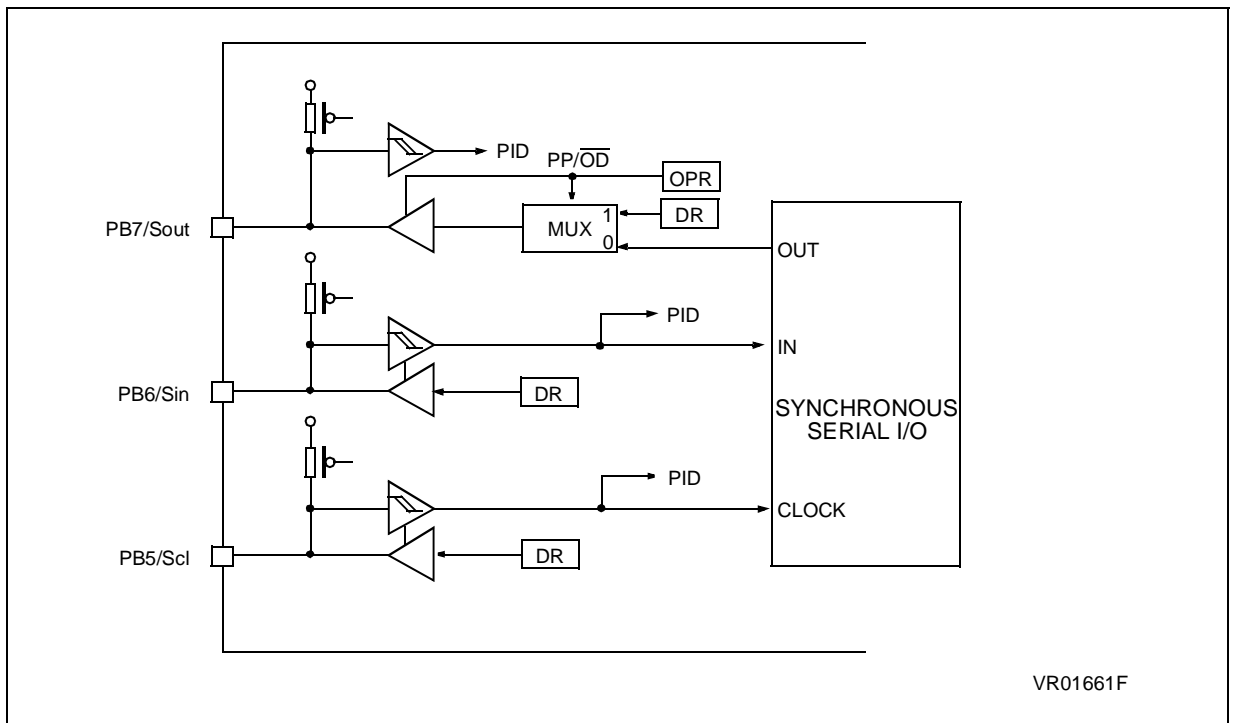 PID
PP/OD
OPR
DR
PB7/Sout
MUX 1
0
OUT
PID
IN
PB6/Sin
DR
SYNCHRONOUS
SERIAL I/O
PID
CLOCK
PB5/Scl
DR
VR01661F